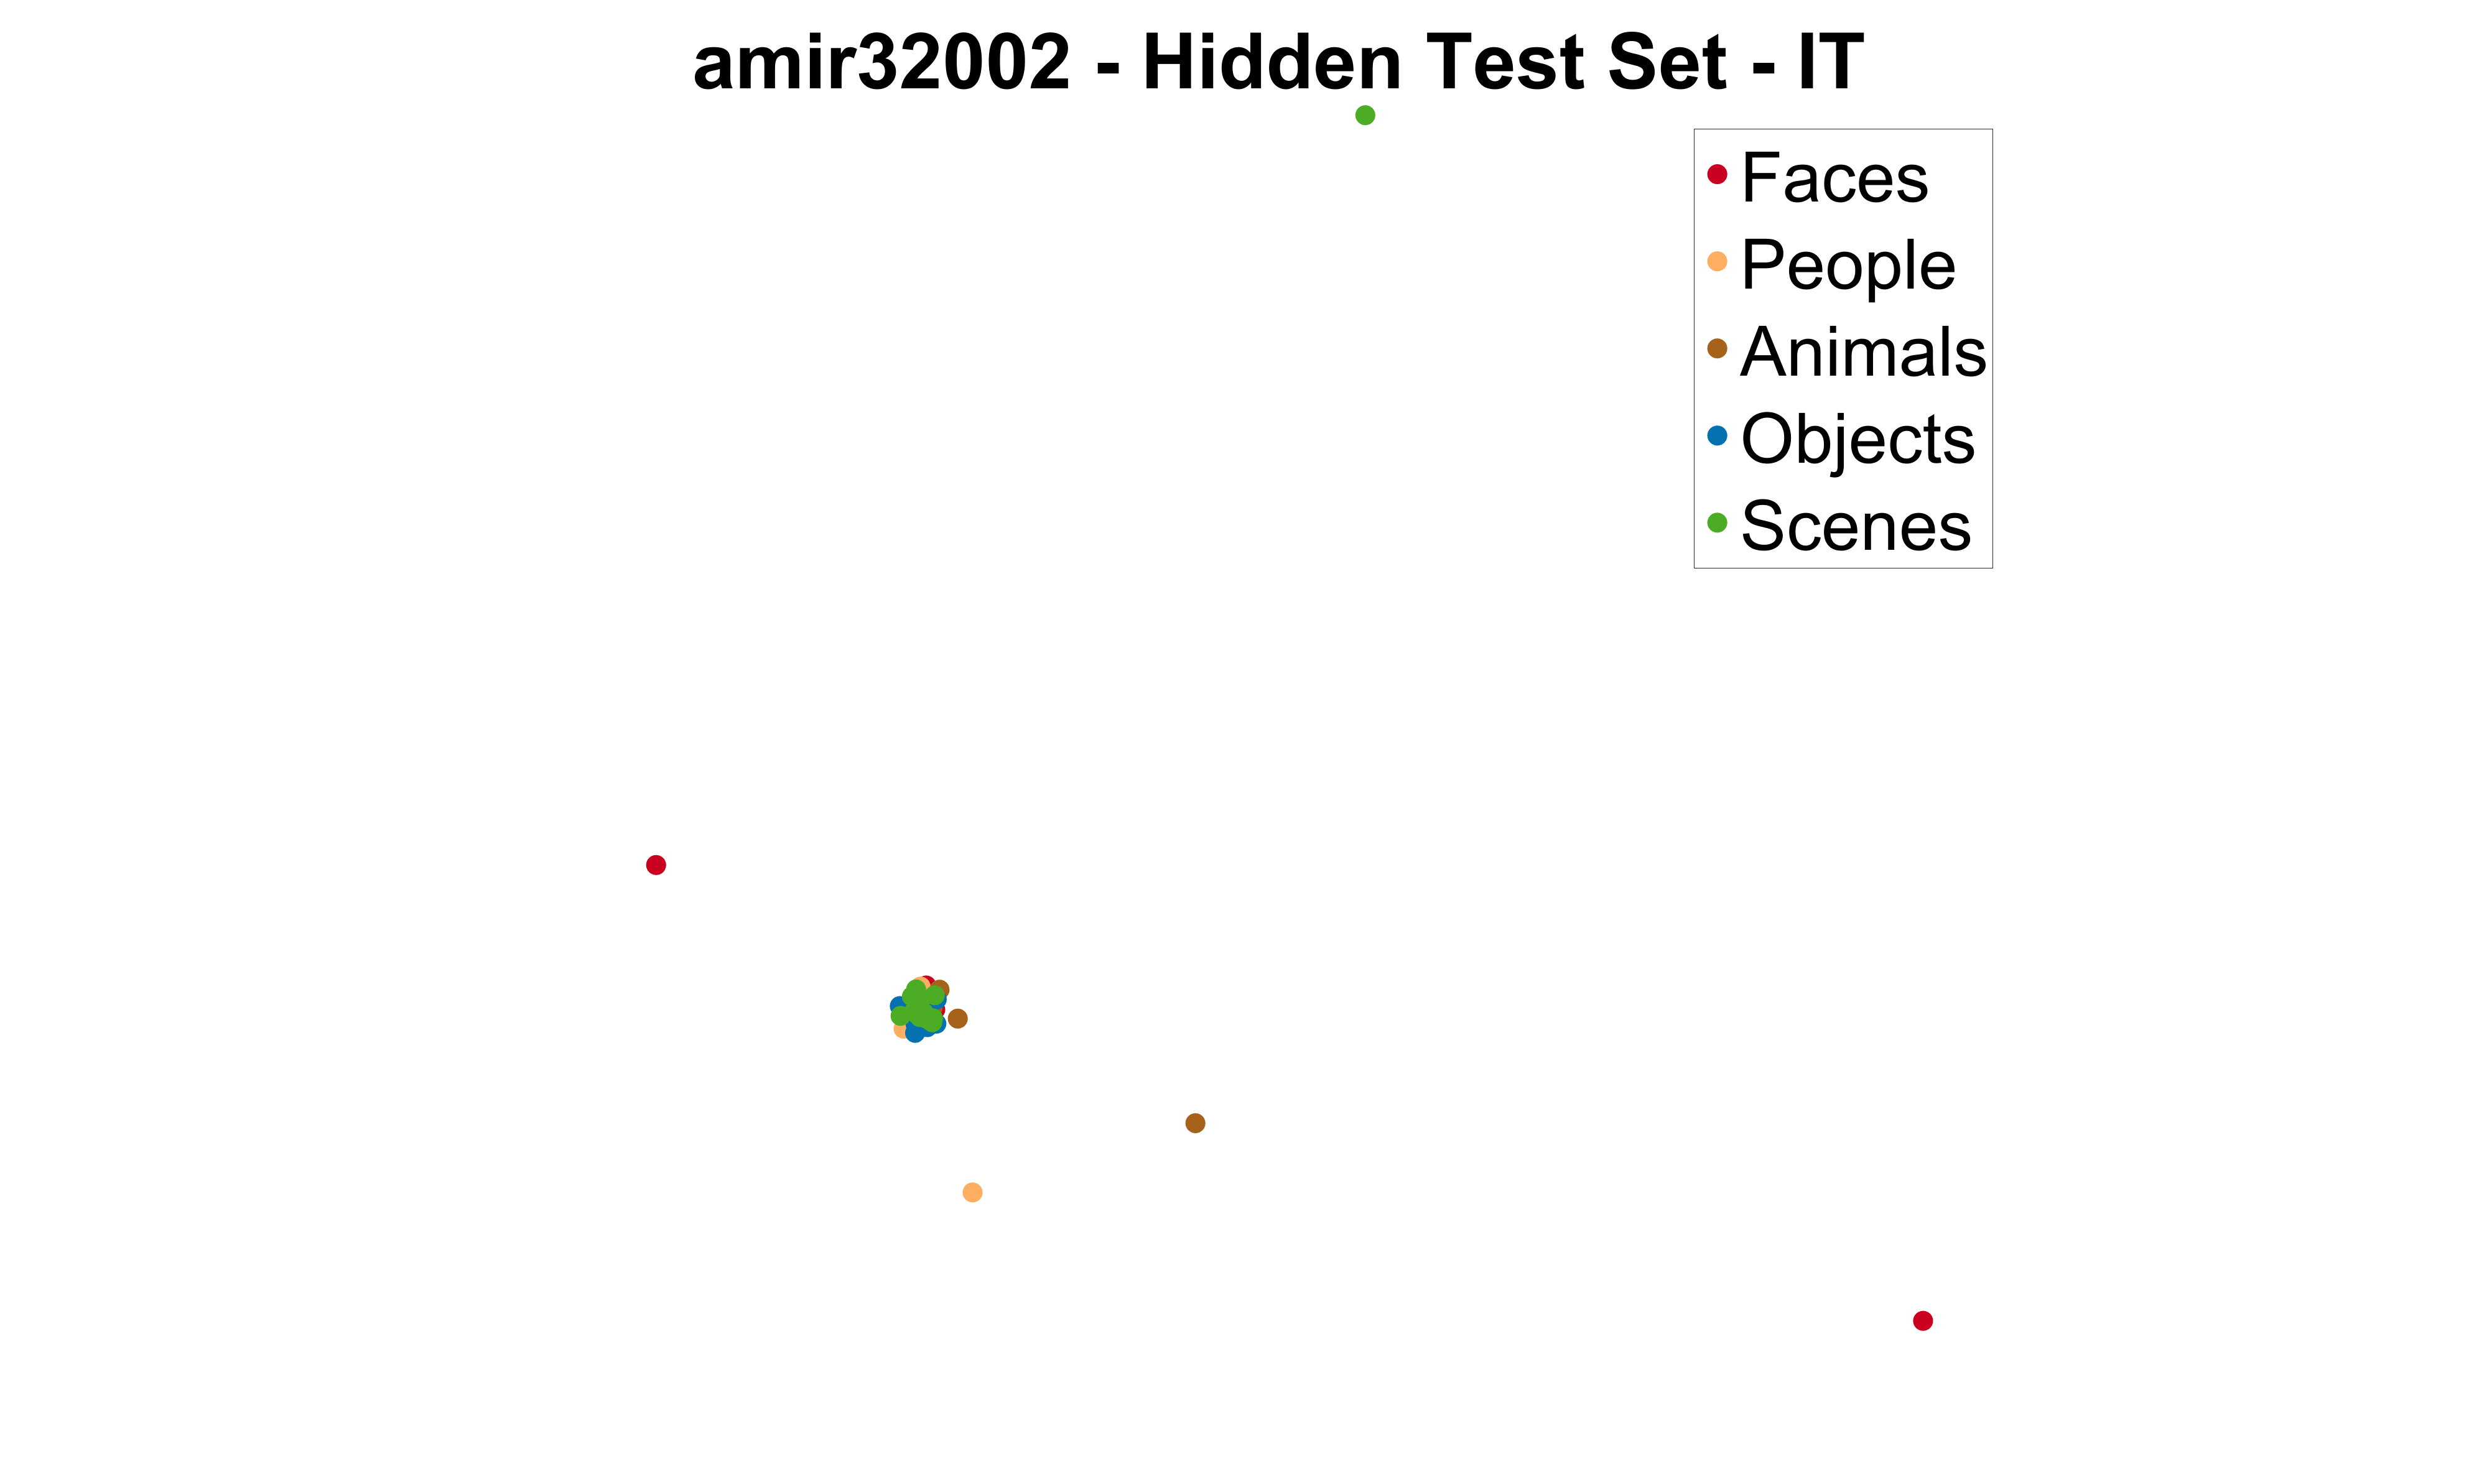 amir32002 - Hidden Test Set - IT
Faces
People
Animals
Objects
Scenes